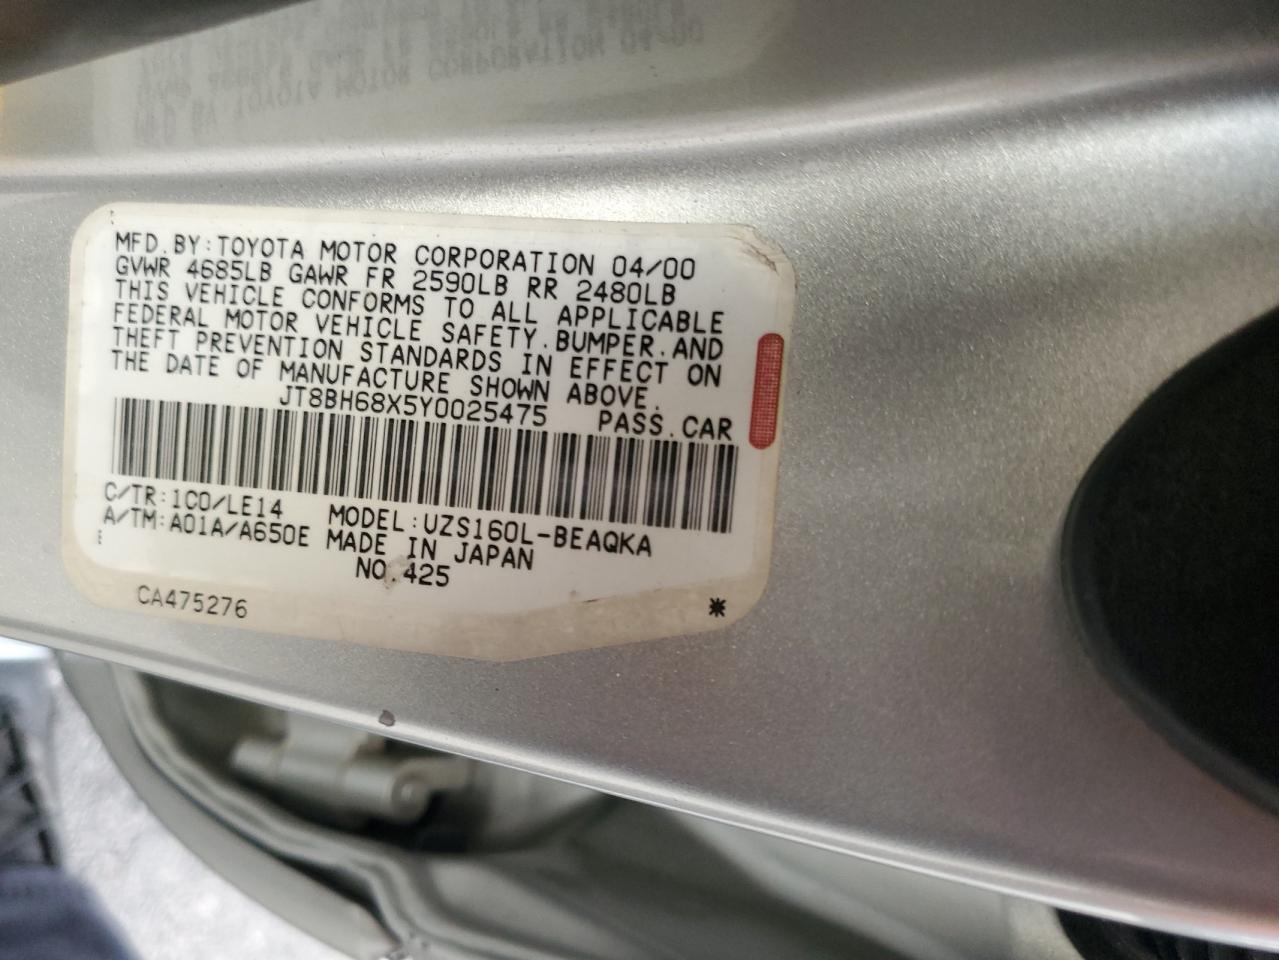 MFD. BY: TOYOTA MOTOR CORPORATION 04/00
GVWR 4685LB GAWR FR 2590LB RR 2480LB
THIS VEHICLE CONFORMS TO ALL APPLICABLE
FEDERAL MOTOR VEHICLE SAFETY. BUMPER. AND
THEFT PREVENTION STANDARDS IN EFFECT ON
THE DATE OF MANUFACTURE SHOWN ABOVE.
JT8BH68X5Y0025475 PASS. CAR
C/TR: 1C0/LE14 MODEL: UZS160L-BEAQKA
A/TM: A01A/A650E MADE IN JAPAN
NO. 425
CA475276